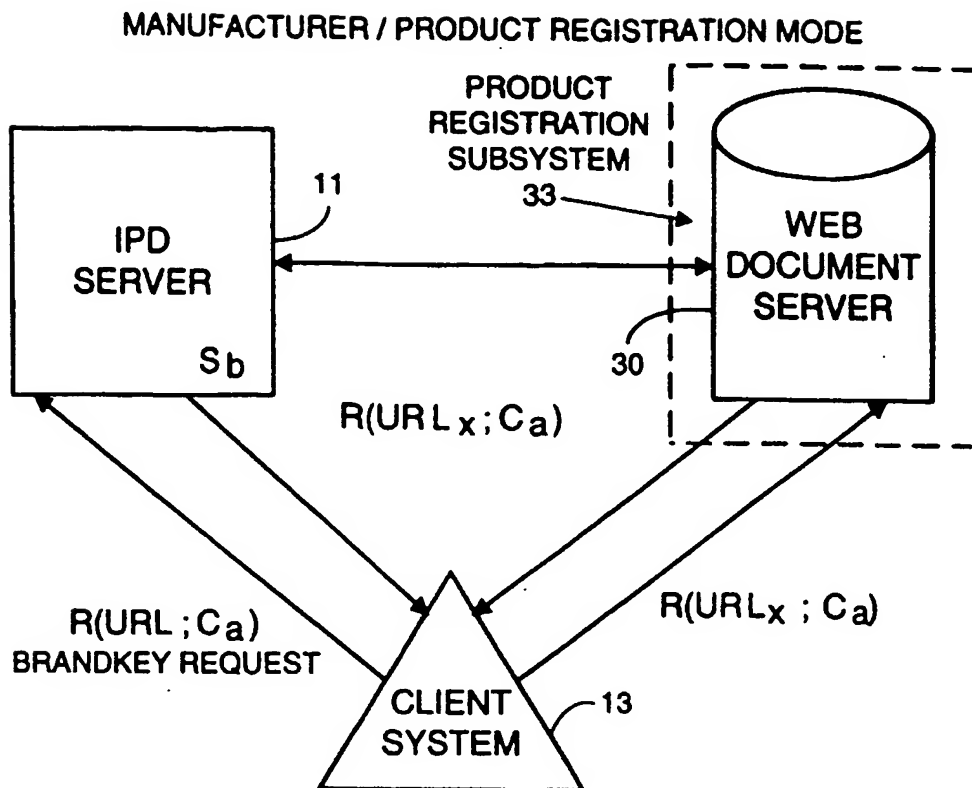 MANUFACTURER / PRODUCT REGISTRATION MODE
PRODUCT
REGISTRATION
SUBSYSTEM
33
11
IPD
SERVER
Sb
WEB
DOCUMENT
SERVER
30
R(URLx; Ca)
R(URL; Ca)
BRANDKEY REQUEST
R(URLx; Ca)
CLIENT
SYSTEM
13